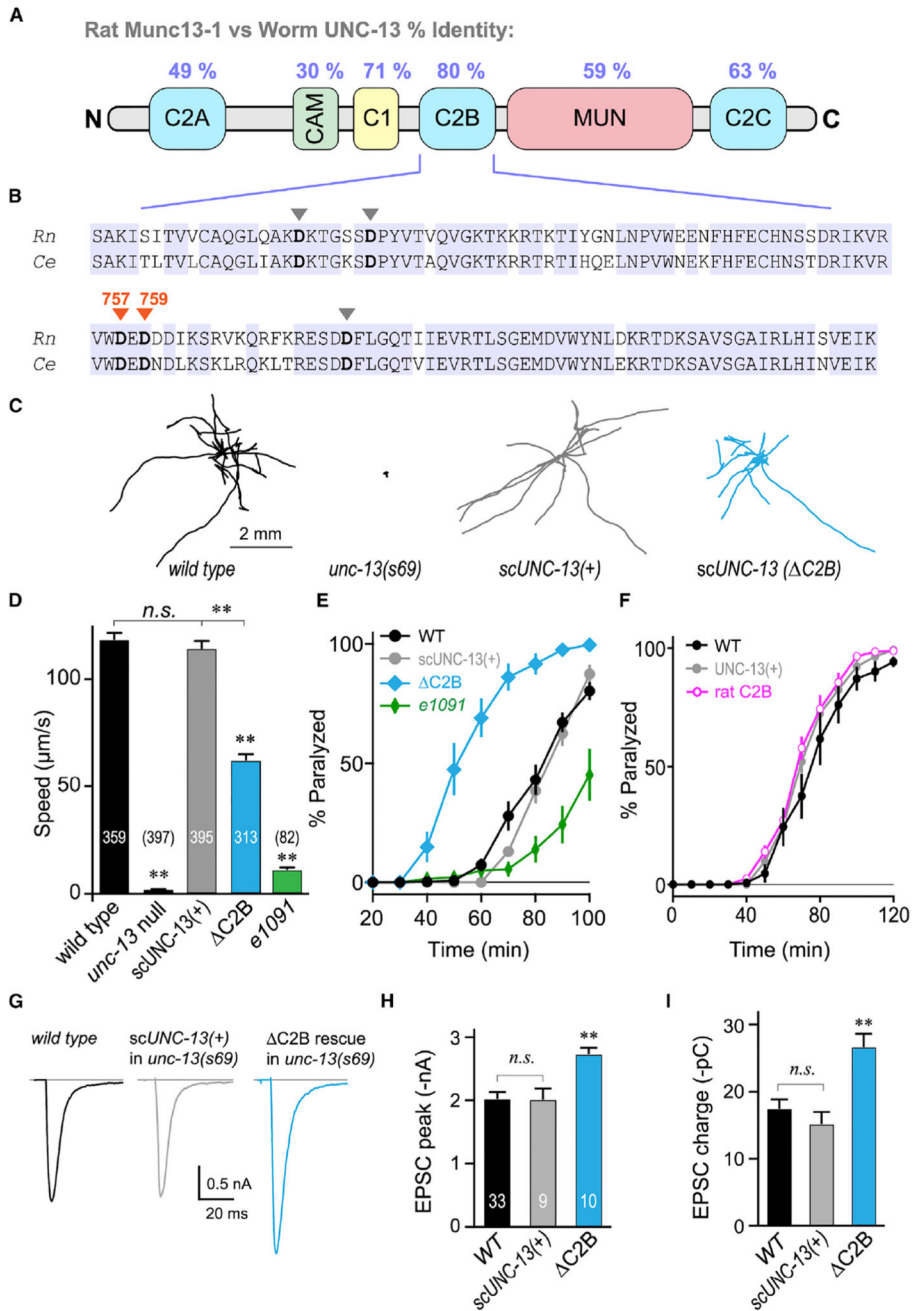 A
Rat Munc13-1 vs Worm UNC-13 % Identity:
49 % 30 % 71 % 80 % 59 % 63 %
N C2A CAM C1 C2B MUN C2C C
B
Rn SAKISITVVCAQGLQAKDKTGSSDPYVTVQVGKTKKRTKTIYGNLNPVWEENFHFECHNSSDRIKVR
Ce SAKITLTVLCAQGLIAKDKTGKSDPYVTAQVGKTKRRTRTIHQELNPVWNEKFHFECHNSTDRIKVR
757 759
Rn VWDEDDDIKSRVKQRFKRESDDFLGQTIIEVRTLSGEMDVWYNLDKRTDKSAVSGAIRLHISVEIK
Ce VWDEDNDLKSKLRQKLTRESDDFLGQTVIEVRTLSGEMDVWYNLEKRTDKSAVSGAIRLHINVEIK
C
2 mm
wild type unc-13(s69) scUNC-13(+) scUNC-13 (ΔC2B)
D
n.s. **
Speed (µm/s)
100
50
0
359 (397) 395 313 (82)
** ** **
wild type unc-13 null scUNC-13(+) ΔC2B e1091
E
WT
scUNC-13(+)
ΔC2B
e1091
% Paralyzed
100
50
0
20 40 60 80 100
Time (min)
F
WT
UNC-13(+)
rat C2B
% Paralyzed
100
50
0
0 40 80 120
Time (min)
G
wild type
scUNC-13(+)
in unc-13(s69)
ΔC2B rescue
in unc-13(s69)
0.5 nA
20 ms
H
EPSC peak (-nA)
3
2
1
0
n.s. **
33 9 10
WT scUNC-13(+) ΔC2B
I
EPSC charge (-pC)
30
20
10
0
n.s. **
WT scUNC-13(+) ΔC2B